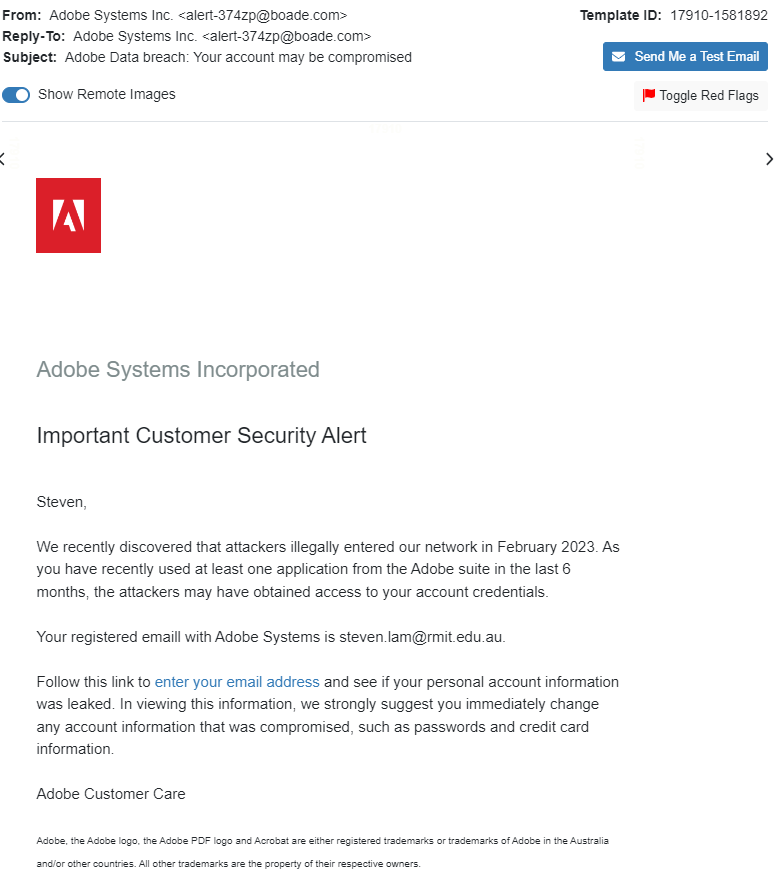 From: Adobe Systems Inc. <alert-374zp@boade.com>
Template ID: 17910-1581892
Reply-To: Adobe Systems Inc. <alert-374zp@boade.com>
Subject: Adobe Data breach: Your account may be compromised
Send Me a Test Email
Show Remote Images
Toggle Red Flags
Adobe Systems Incorporated
Important Customer Security Alert
Steven,
We recently discovered that attackers illegally entered our network in February 2023. As
you have recently used at least one application from the Adobe suite in the last 6
months, the attackers may have obtained access to your account credentials.
Your registered emaill with Adobe Systems is steven.lam@rmit.edu.au.
Follow this link to enter your email address and see if your personal account information
was leaked. In viewing this information, we strongly suggest you immediately change
any account information that was compromised, such as passwords and credit card
information.
Adobe Customer Care
Adobe, the Adobe logo, the Adobe PDF logo and Acrobat are either registered trademarks or trademarks of Adobe in the Australia
and/or other countries. All other trademarks are the property of their respective owners.